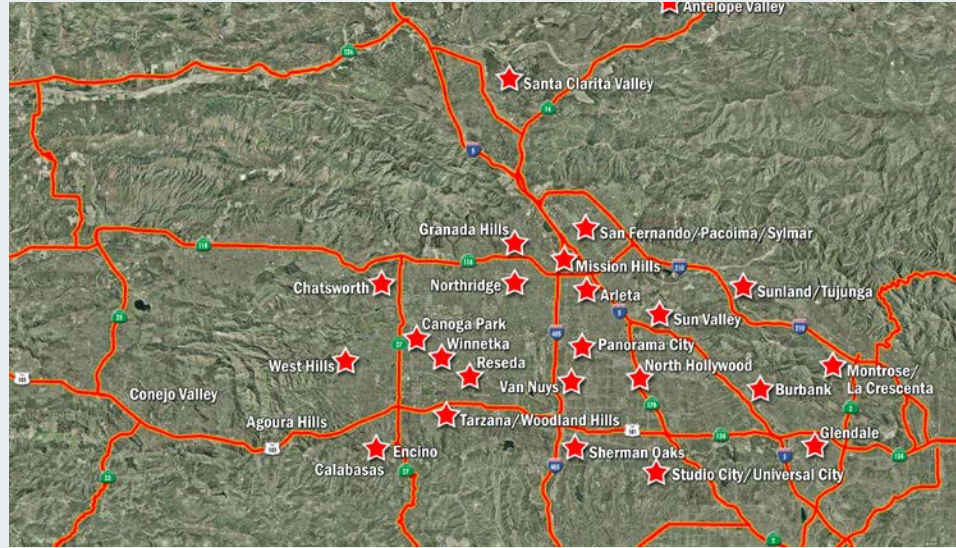 Antelope Valley
126
Santa Clarita Valley
14
5
Granada Hills
San Fernando/Pacoima/Sylmar
118
118
Mission Hills
210
Chatsworth
Northridge
Arleta
Sunland/Tujunga
23
5
Sun Valley
210
Canoga Park
27
405
Winnetka
Panorama City
West Hills
Reseda
North Hollywood
Montrose/
La Crescenta
101
Van Nuys
Burbank
Conejo Valley
170
2
Agoura Hills
Tarzana/Woodland Hills
101
134
Glendale
101
Encino
Sherman Oaks
5
134
Calabasas
27
405
Studio City/Universal City
23
2